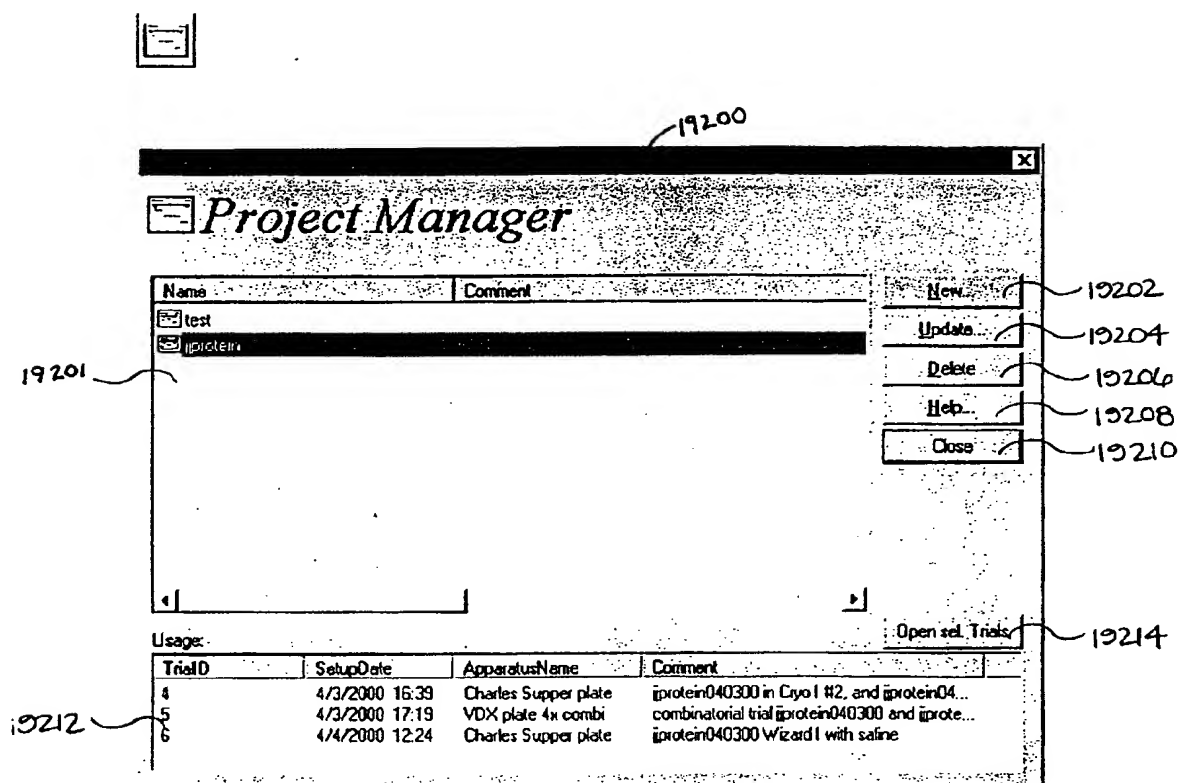 19200
Project Manager
Name Comment
test
jjprotein
New...
19202
Update...
19204
Delete
19206
Help...
19208
Close
19210
19201
Usage:
Open sel. Trials
19214
TrialID SetupDate ApparatusName Comment
4 4/3/2000 16:39 Charles Supper plate jjprotein040300 in Cryo I #2, and jjprotein04...
5 4/3/2000 17:19 VDX plate 4x combi combinatorial trial jjprotein040300 and jjprote...
6 4/4/2000 12:24 Charles Supper plate jjprotein040300 Wizard I with saline
19212